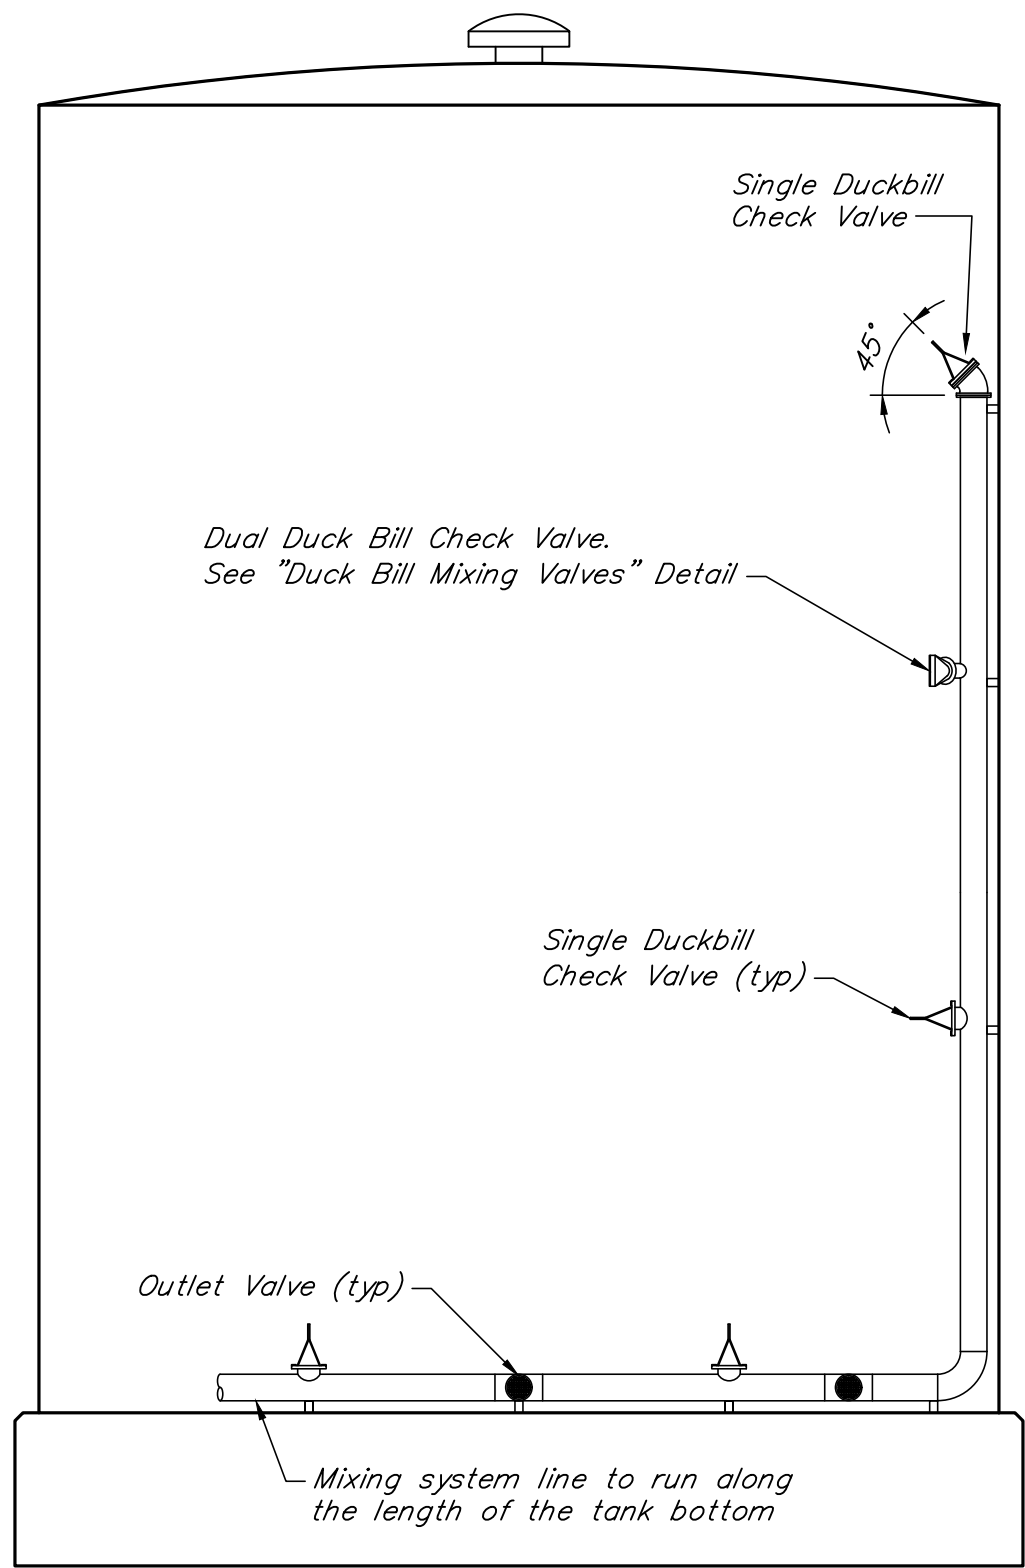 Single Duckbill
Check Valve
45°
Dual Duck Bill Check Valve.
See "Duck Bill Mixing Valves" Detail
Single Duckbill
Check Valve (typ)
Outlet Valve (typ)
Mixing system line to run along
the length of the tank bottom